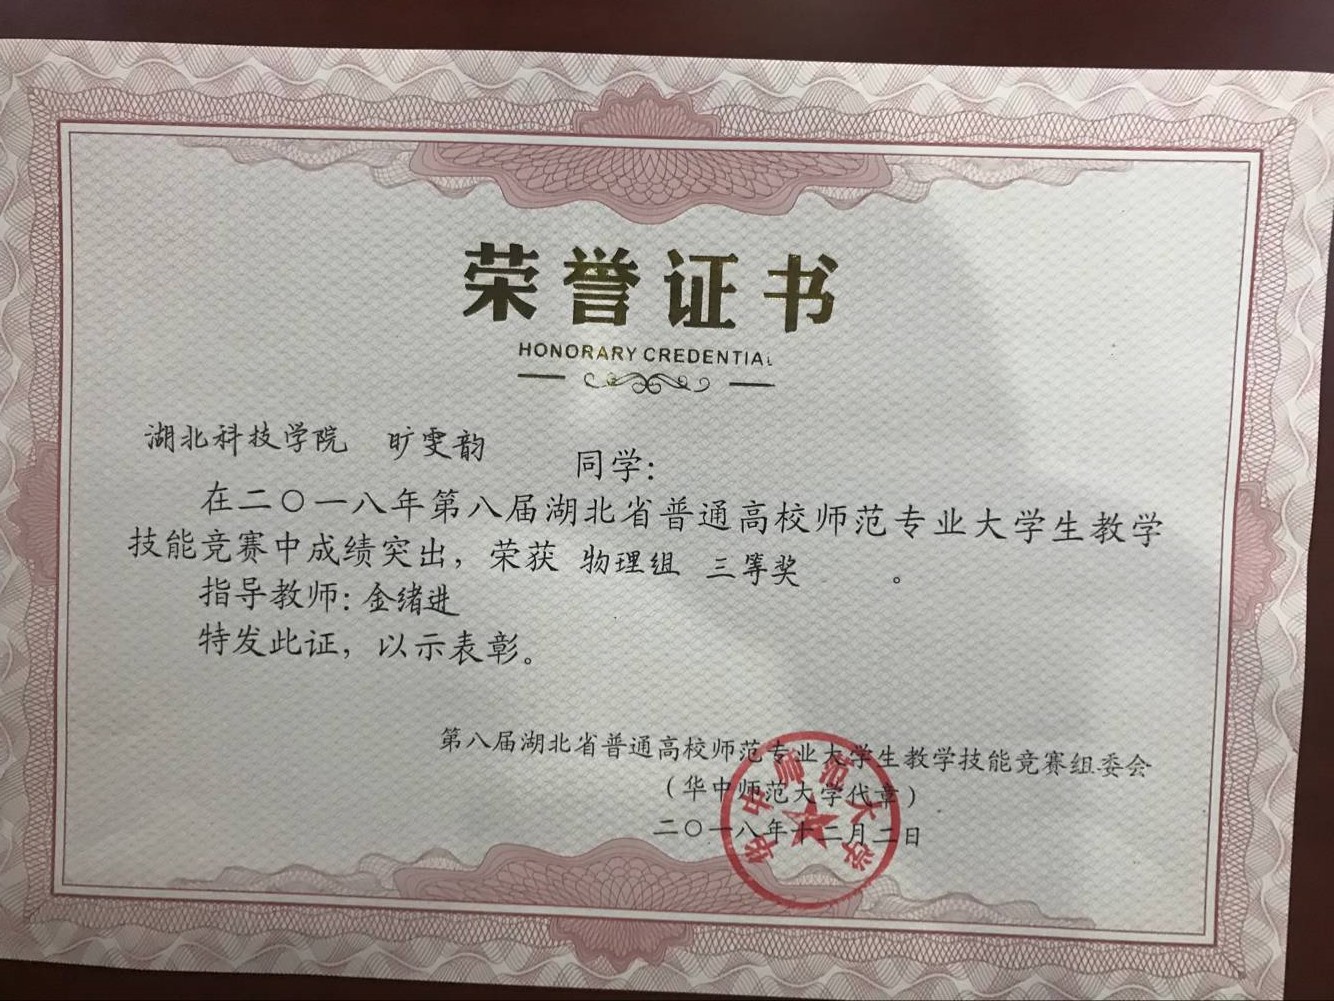 荣誉证书
HONORARY CREDENTIAL
湖北科技学院 旷雯韵 同学：
在二〇一八年第八届湖北省普通高校师范专业大学生教学
技能竞赛中成绩突出，荣获 物理组 三等奖 。
指导教师：金绪进
特发此证，以示表彰。
第八届湖北省普通高校师范专业大学生教学技能竞赛组委会
（华中师范大学代章）
二〇一八年十二月二日
华中师范大学